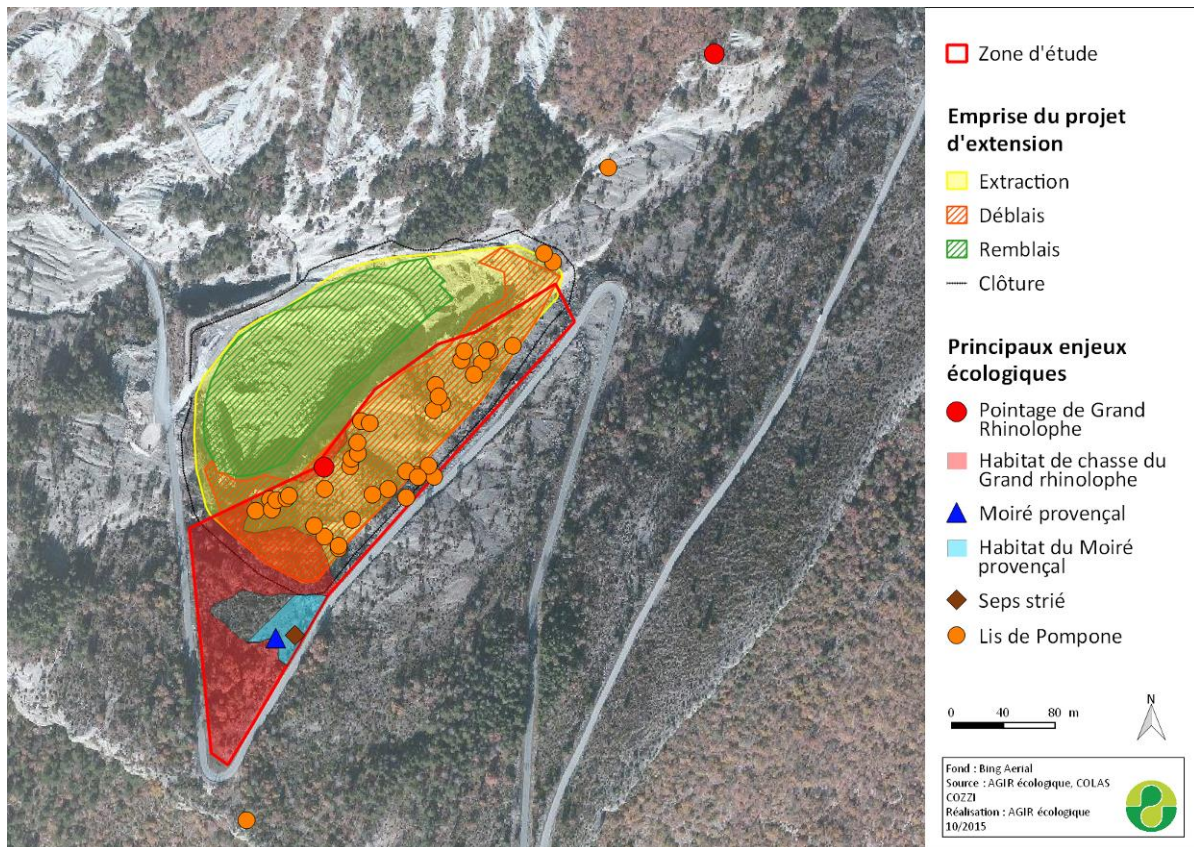 Zone d'étude
Emprise du projet
d'extension
Extraction
Déblais
Remblais
Clôture
Principaux enjeux
écologiques
Pointage de Grand
Rhinolophe
Habitat de chasse du
Grand rhinolophe
Moiré provençal
Habitat du Moiré
provençal
Seps strié
Lis de Pompone
0 40 80 m
N
Fond : Bing Aerial
Source : AGIR écologique, COLAS
COZZI
Réalisation : AGIR écologique
10/2015